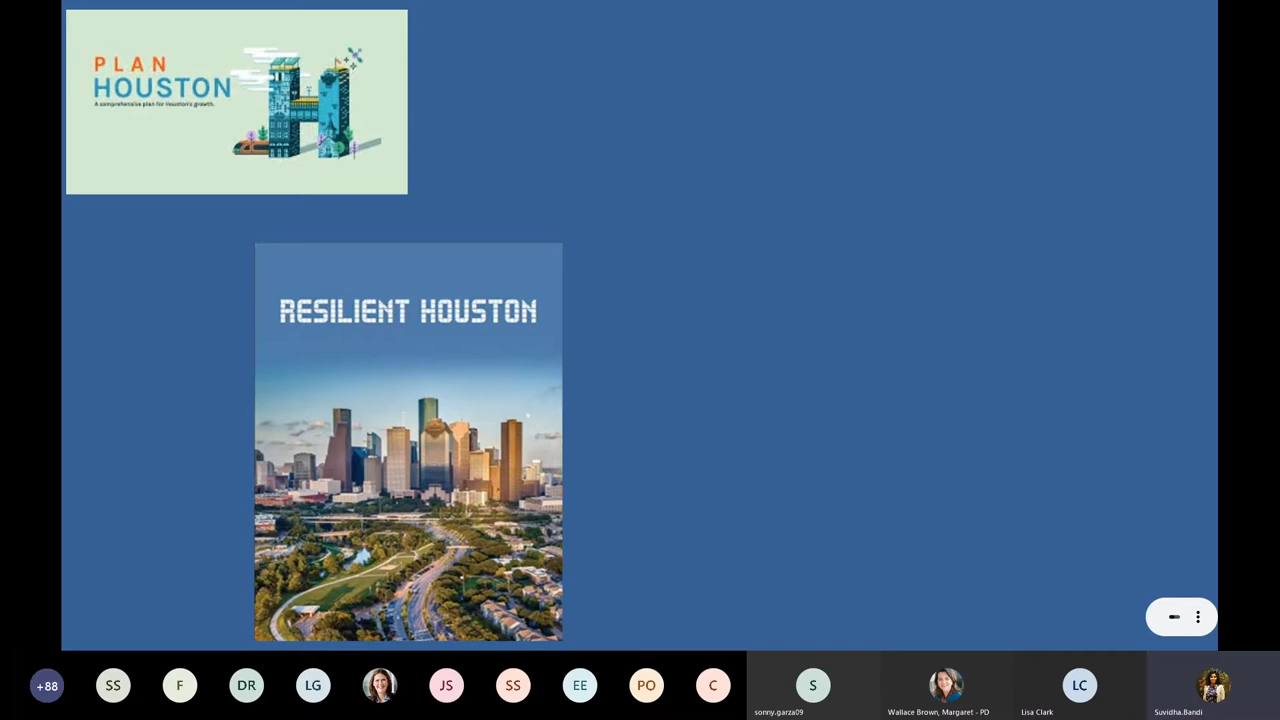 PLAN
HOUSTON
A comprehensive plan for Houston's growth.
RESILIENT HOUSTON
+88
SS
F
DR
LG
JS
SS
EE
PO
C
S
LC
sonny.garza09
Wallace Brown, Margaret - PD
Lisa Clark
Suvidha.Bandi